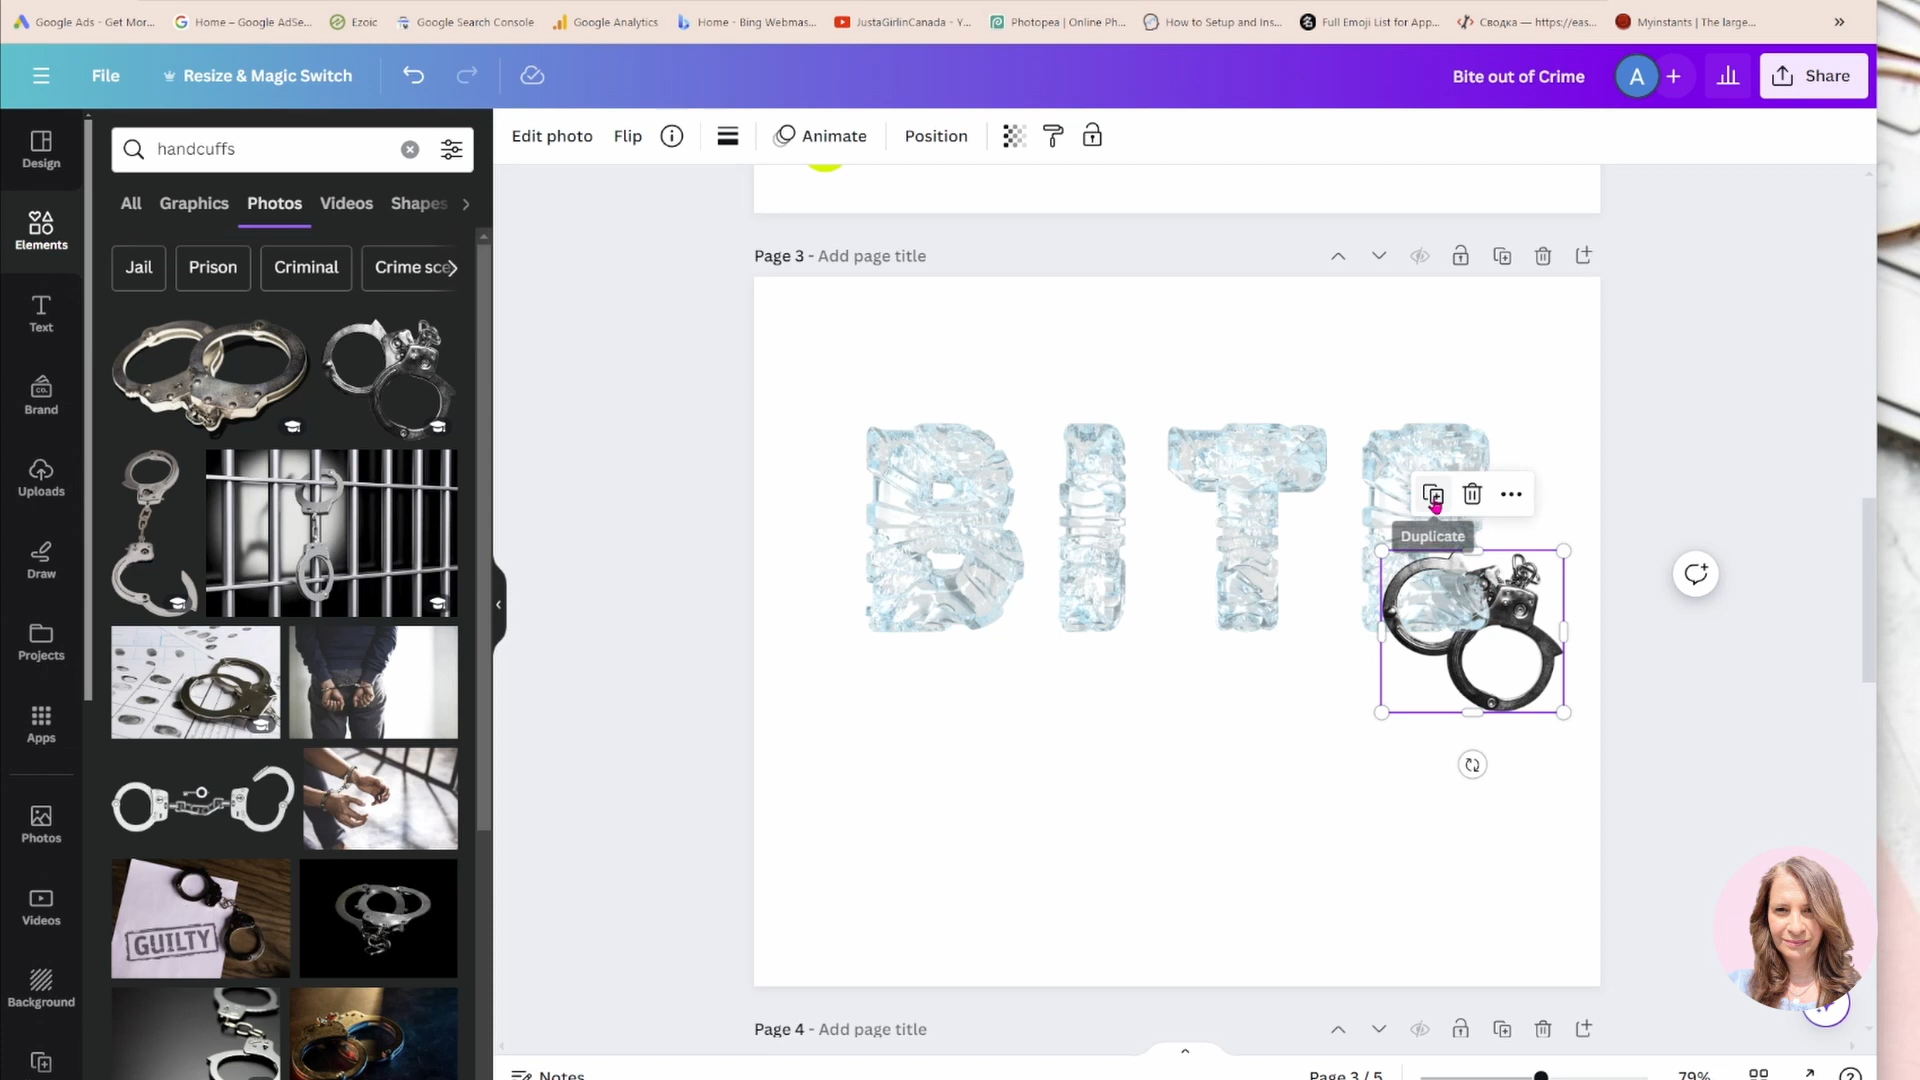 Google Ads - Get Mor...
Home – Google AdSe...
Ezoic
Google Search Console
Google Analytics
Home - Bing Webmas...
JustaGirlinCanada - Y...
Photopea | Online Ph...
How to Setup and Ins...
Full Emoji List for App...
Сводка — https://eas...
Myinstants | The large...
»
File
Resize & Magic Switch
Bite out of Crime
A
Share
Design
Elements
Text
Brand
CO.
Uploads
Draw
Projects
Apps
Photos
Videos
Background
handcuffs
All Graphics Photos Videos Shapes
Jail Prison Criminal Crime sce
GUILTY
Edit photo Flip Animate Position
Page 3 - Add page title
BITE
Duplicate
Page 4 - Add page title
Notes
Page 3 / 5
79%